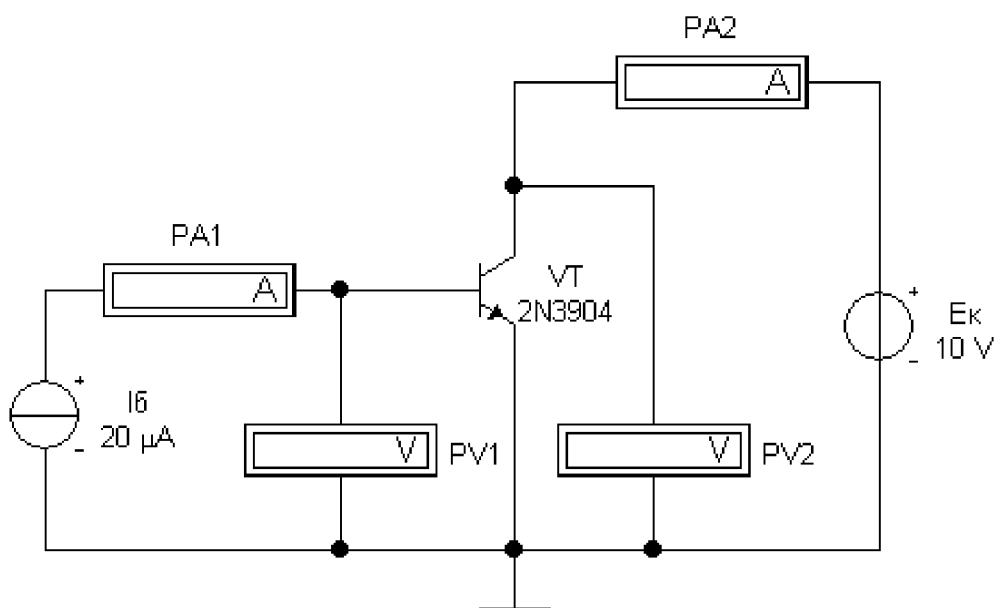 PA2
A
PA1
A
VT
2N3904
+
Eк
10 V
-
+
Iб
20 µA
-
V
PV1
V
PV2